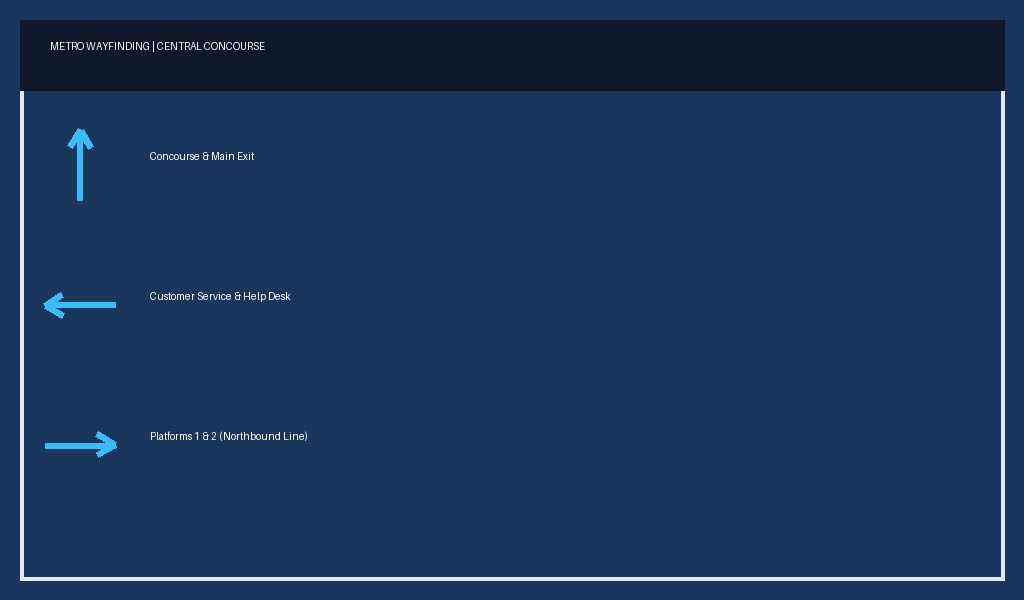 METRO WAYFINDING | CENTRAL CONCOURSE
Concourse & Main Exit
Customer Service & Help Desk
Platforms 1 & 2 (Northbound Line)